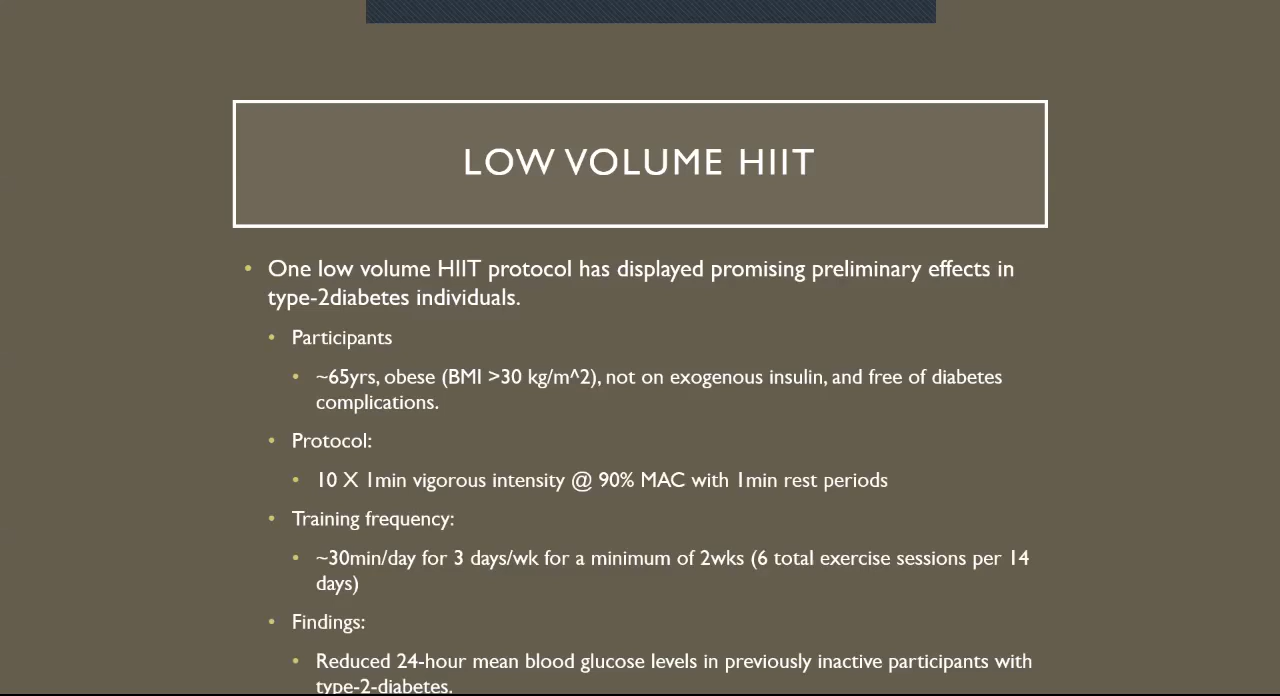 LOW VOLUME HIIT
• One low volume HIIT protocol has displayed promising preliminary effects in
type-2diabetes individuals.
• Participants
• ~65yrs, obese (BMI >30 kg/m^2), not on exogenous insulin, and free of diabetes
complications.
• Protocol:
• 10 X 1min vigorous intensity @ 90% MAC with 1min rest periods
• Training frequency:
• ~30min/day for 3 days/wk for a minimum of 2wks (6 total exercise sessions per 14
days)
• Findings:
• Reduced 24-hour mean blood glucose levels in previously inactive participants with
type-2-diabetes.